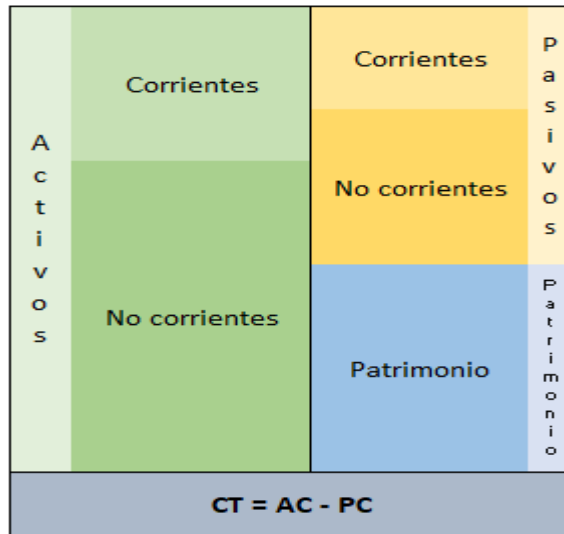 Activos
Corrientes
No corrientes
Corrientes
No corrientes
Patrimonio
Pasivos
Patrimonio
CT = AC - PC